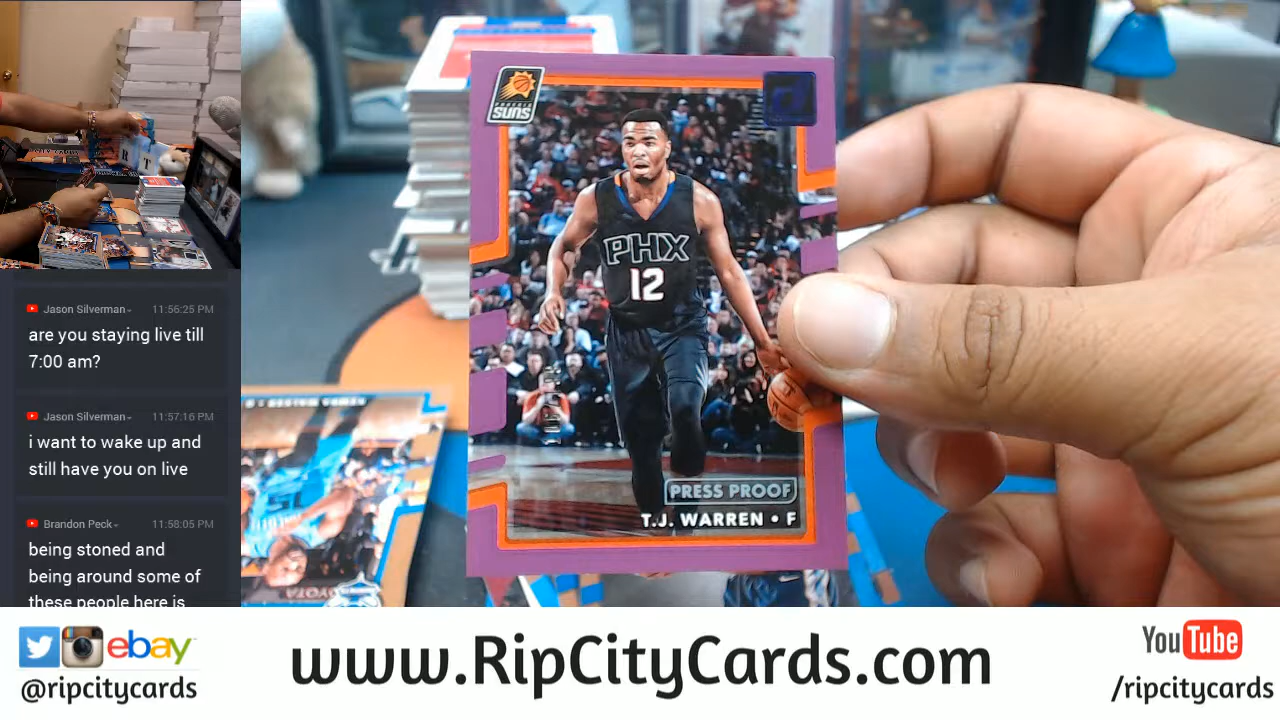 Jason Silverman 11:56:25 PM
are you staying live till
7:00 am?
Jason Silverman 11:57:16 PM
i want to wake up and
still have you on live
Brandon Peck 11:58:05 PM
being stoned and
being around some of
these people here is
PHOENIX
SUNS
PHX
12
PRESS PROOF
T.J. WARREN • F
TOYOTA
ebay
@ripcitycards
www.RipCityCards.com
YouTube
/ripcitycards